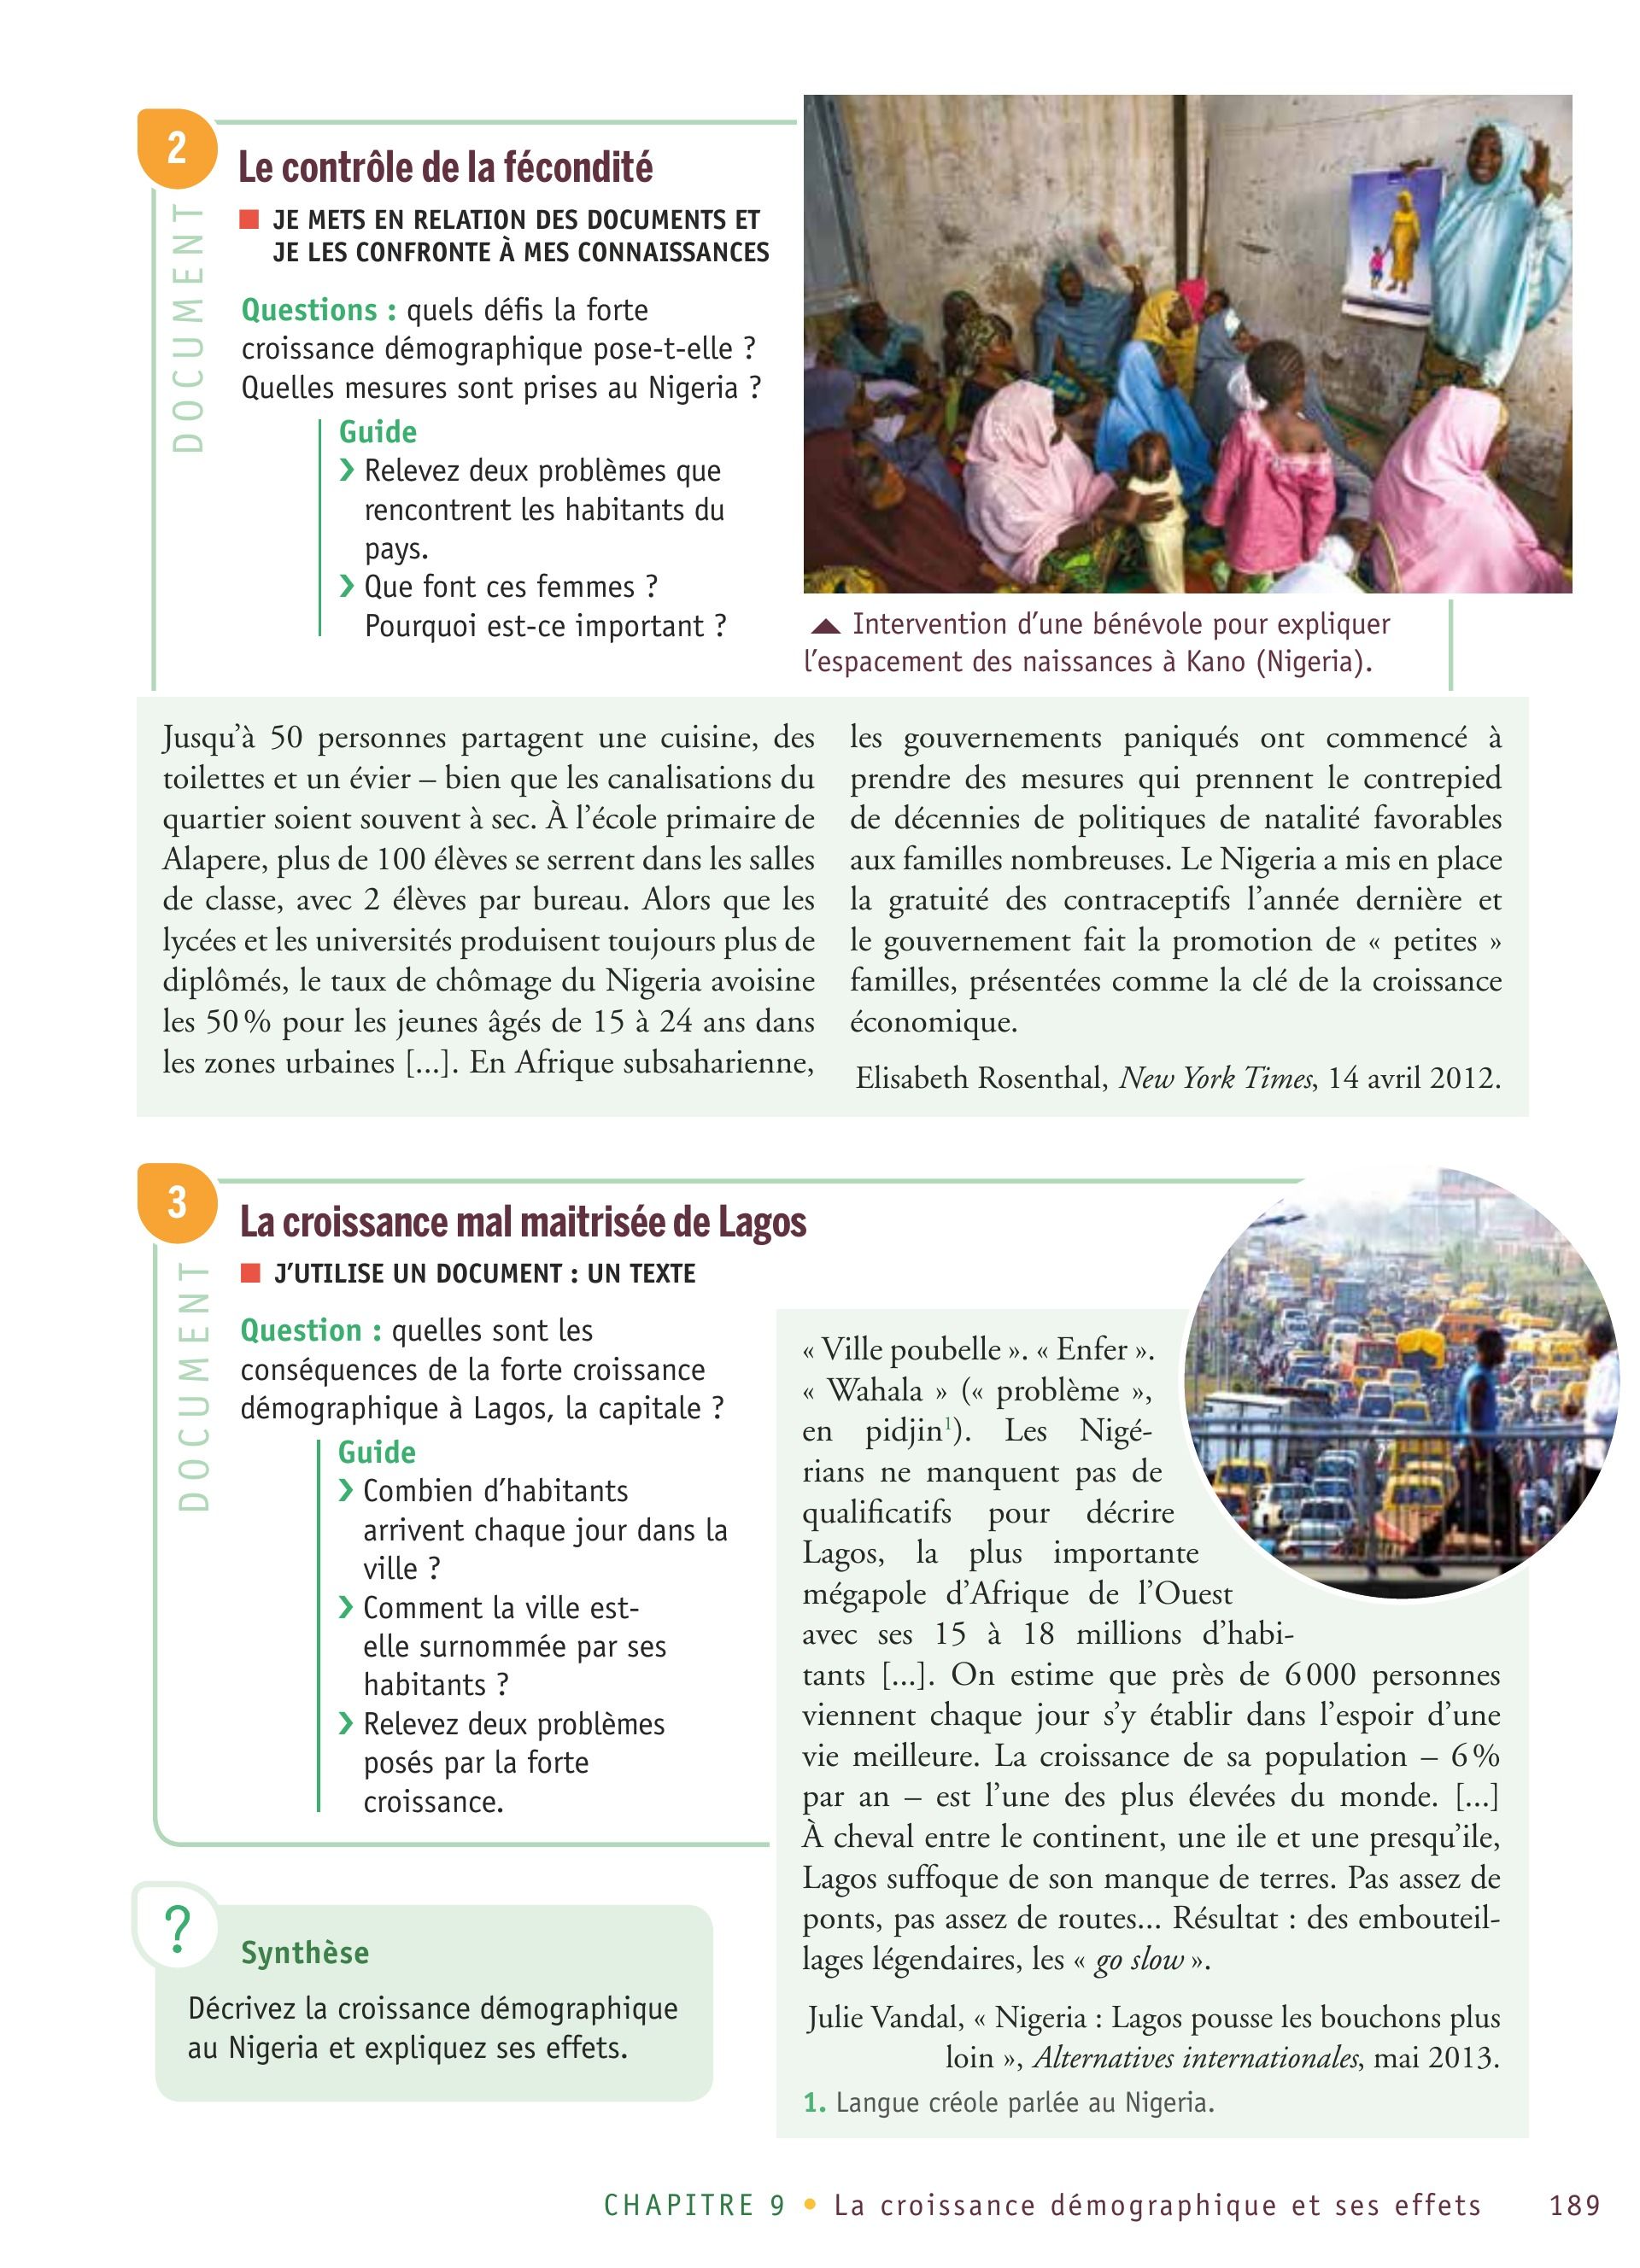 2
DOCUMENT
Le contrôle de la fécondité
JE METS EN RELATION DES DOCUMENTS ET
JE LES CONFRONTE À MES CONNAISSANCES
Questions : quels défis la forte
croissance démographique pose-t-elle ?
Quelles mesures sont prises au Nigeria ?
Guide
› Relevez deux problèmes que
rencontrent les habitants du
pays.
› Que font ces femmes ?
Pourquoi est-ce important ?
Intervention d’une bénévole pour expliquer
l’espacement des naissances à Kano (Nigeria).
Jusqu’à 50 personnes partagent une cuisine, des
toilettes et un évier – bien que les canalisations du
quartier soient souvent à sec. À l’école primaire de
Alapere, plus de 100 élèves se serrent dans les salles
de classe, avec 2 élèves par bureau. Alors que les
lycées et les universités produisent toujours plus de
diplômés, le taux de chômage du Nigeria avoisine
les 50 % pour les jeunes âgés de 15 à 24 ans dans
les zones urbaines [...]. En Afrique subsaharienne,
les gouvernements paniqués ont commencé à
prendre des mesures qui prennent le contrepied
de décennies de politiques de natalité favorables
aux familles nombreuses. Le Nigeria a mis en place
la gratuité des contraceptifs l’année dernière et
le gouvernement fait la promotion de « petites »
familles, présentées comme la clé de la croissance
économique.
Elisabeth Rosenthal, New York Times, 14 avril 2012.
3
DOCUMENT
La croissance mal maitrisée de Lagos
J’UTILISE UN DOCUMENT : UN TEXTE
Question : quelles sont les
conséquences de la forte croissance
démographique à Lagos, la capitale ?
Guide
› Combien d’habitants
arrivent chaque jour dans la
ville ?
› Comment la ville est-
elle surnommée par ses
habitants ?
› Relevez deux problèmes
posés par la forte
croissance.
« Ville poubelle ». « Enfer ».
« Wahala » (« problème »,
en pidjin1). Les Nigé-
rians ne manquent pas de
qualificatifs pour décrire
Lagos, la plus importante
mégapole d’Afrique de l’Ouest
avec ses 15 à 18 millions d’habi-
tants [...]. On estime que près de 6 000 personnes
viennent chaque jour s’y établir dans l’espoir d’une
vie meilleure. La croissance de sa population – 6 %
par an – est l’une des plus élevées du monde. [...]
À cheval entre le continent, une ile et une presqu’ile,
Lagos suffoque de son manque de terres. Pas assez de
ponts, pas assez de routes... Résultat : des embouteil-
lages légendaires, les « go slow ».
Julie Vandal, « Nigeria : Lagos pousse les bouchons plus
loin », Alternatives internationales, mai 2013.
1. Langue créole parlée au Nigeria.
?
Synthèse
Décrivez la croissance démographique
au Nigeria et expliquez ses effets.
CHAPITRE 9 • La croissance démographique et ses effets 189